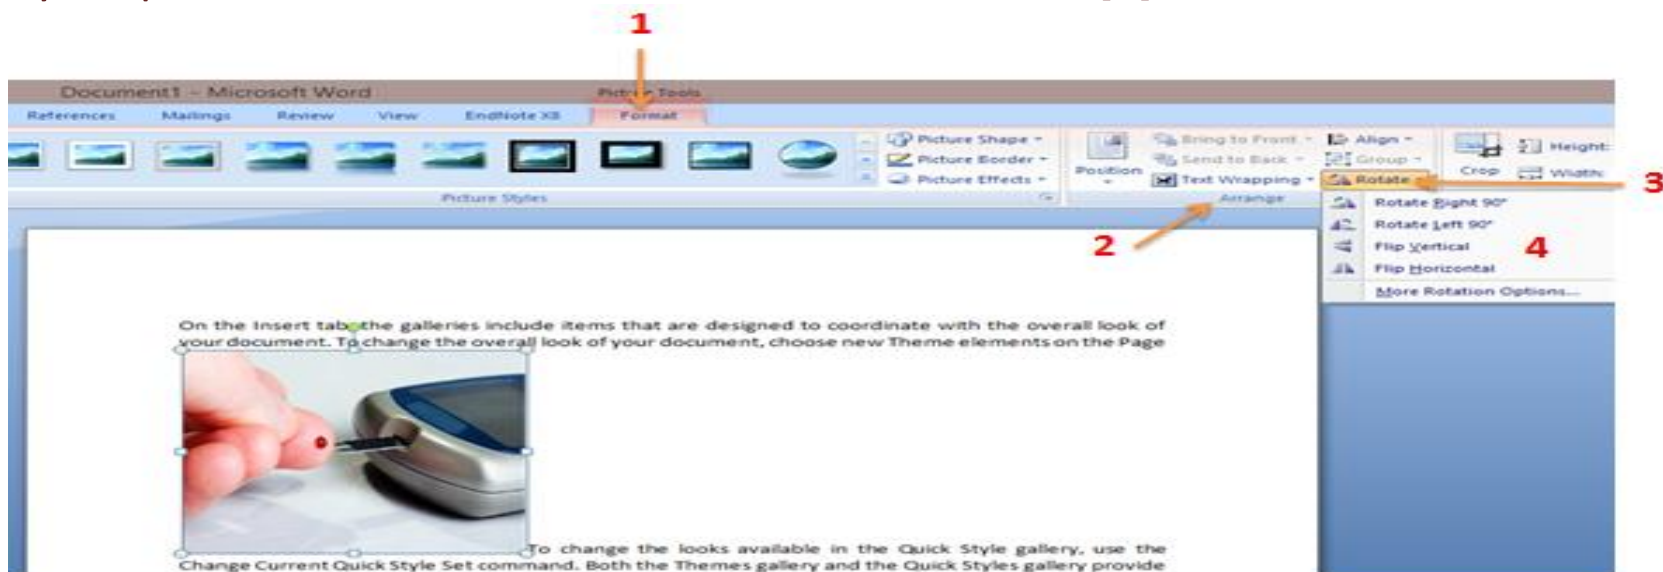 1
Document1 - Microsoft Word Picture Tools
References Mailings Review View EndNote X8 Format
Picture Shape Bring to Front Align Height:
Picture Border Send to Back Group
Picture Effects Position Text Wrapping Rotate Crop Width: 3
Picture Styles Arrange Rotate Right 90°
2 Rotate Left 90° 4
Flip Vertical
Flip Horizontal
More Rotation Options...
On the Insert tab, the galleries include items that are designed to coordinate with the overall look of
your document. To change the overall look of your document, choose new Theme elements on the Page
To change the looks available in the Quick Style gallery, use the
Change Current Quick Style Set command. Both the Themes gallery and the Quick Styles gallery provide